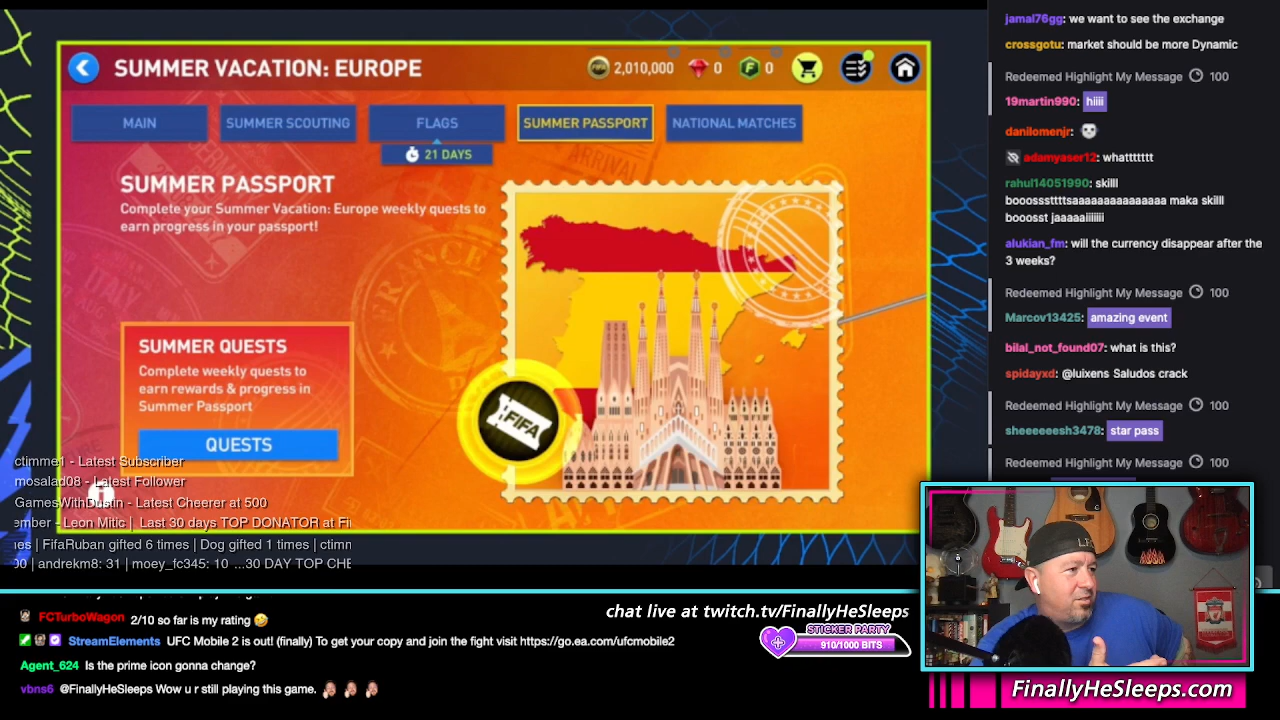 SUMMER VACATION: EUROPE
2,010,000
0
0
MAIN
SUMMER SCOUTING
FLAGS
SUMMER PASSPORT
NATIONAL MATCHES
21 DAYS
SUMMER PASSPORT
Complete your Summer Vacation: Europe weekly quests to
earn progress in your passport!
SUMMER QUESTS
Complete weekly quests to
earn rewards & progress in
Summer Passport
QUESTS
FIFA
ctimme1 - Latest Subscriber
mosalad08 - Latest Follower
GamesWithDustin - Latest Cheerer at 500
ember - Leon Mitic | Last 30 days TOP DONATOR at Fi
nes | FifaRuban gifted 6 times | Dog gifted 1 times | ctimm
00 | andrekm8: 31 | moey_fc345: 10 ...30 DAY TOP CHE
jamal76gg: we want to see the exchange
crossgotu: market should be more Dynamic
Redeemed Highlight My Message 100
19martin990: hiiii
danilomenjr: 💀
adamyaser12: whattttttt
rahul14051990: skilll
booosssttttsaaaaaaaaaaaaaaa maka skilll
booosst jaaaaaiiiiiii
alukian_fm: will the currency disappear after the
3 weeks?
Redeemed Highlight My Message 100
Marcov13425: amazing event
bilal_not_found07: what is this?
spidayxd: @luixens Saludos crack
Redeemed Highlight My Message 100
sheeeeeesh3478: star pass
Redeemed Highlight My Message 100
FCTurboWagon 2/10 so far is my rating 🤣
StreamElements UFC Mobile 2 is out! (finally) To get your copy and join the fight visit https://go.ea.com/ufcmobile2
Agent_624 Is the prime icon gonna change?
vbns6 @FinallyHeSleeps Wow u r still playing this game.
chat live at twitch.tv/FinallyHeSleeps
STICKER PARTY
910/1000 BITS
FinallyHeSleeps.com